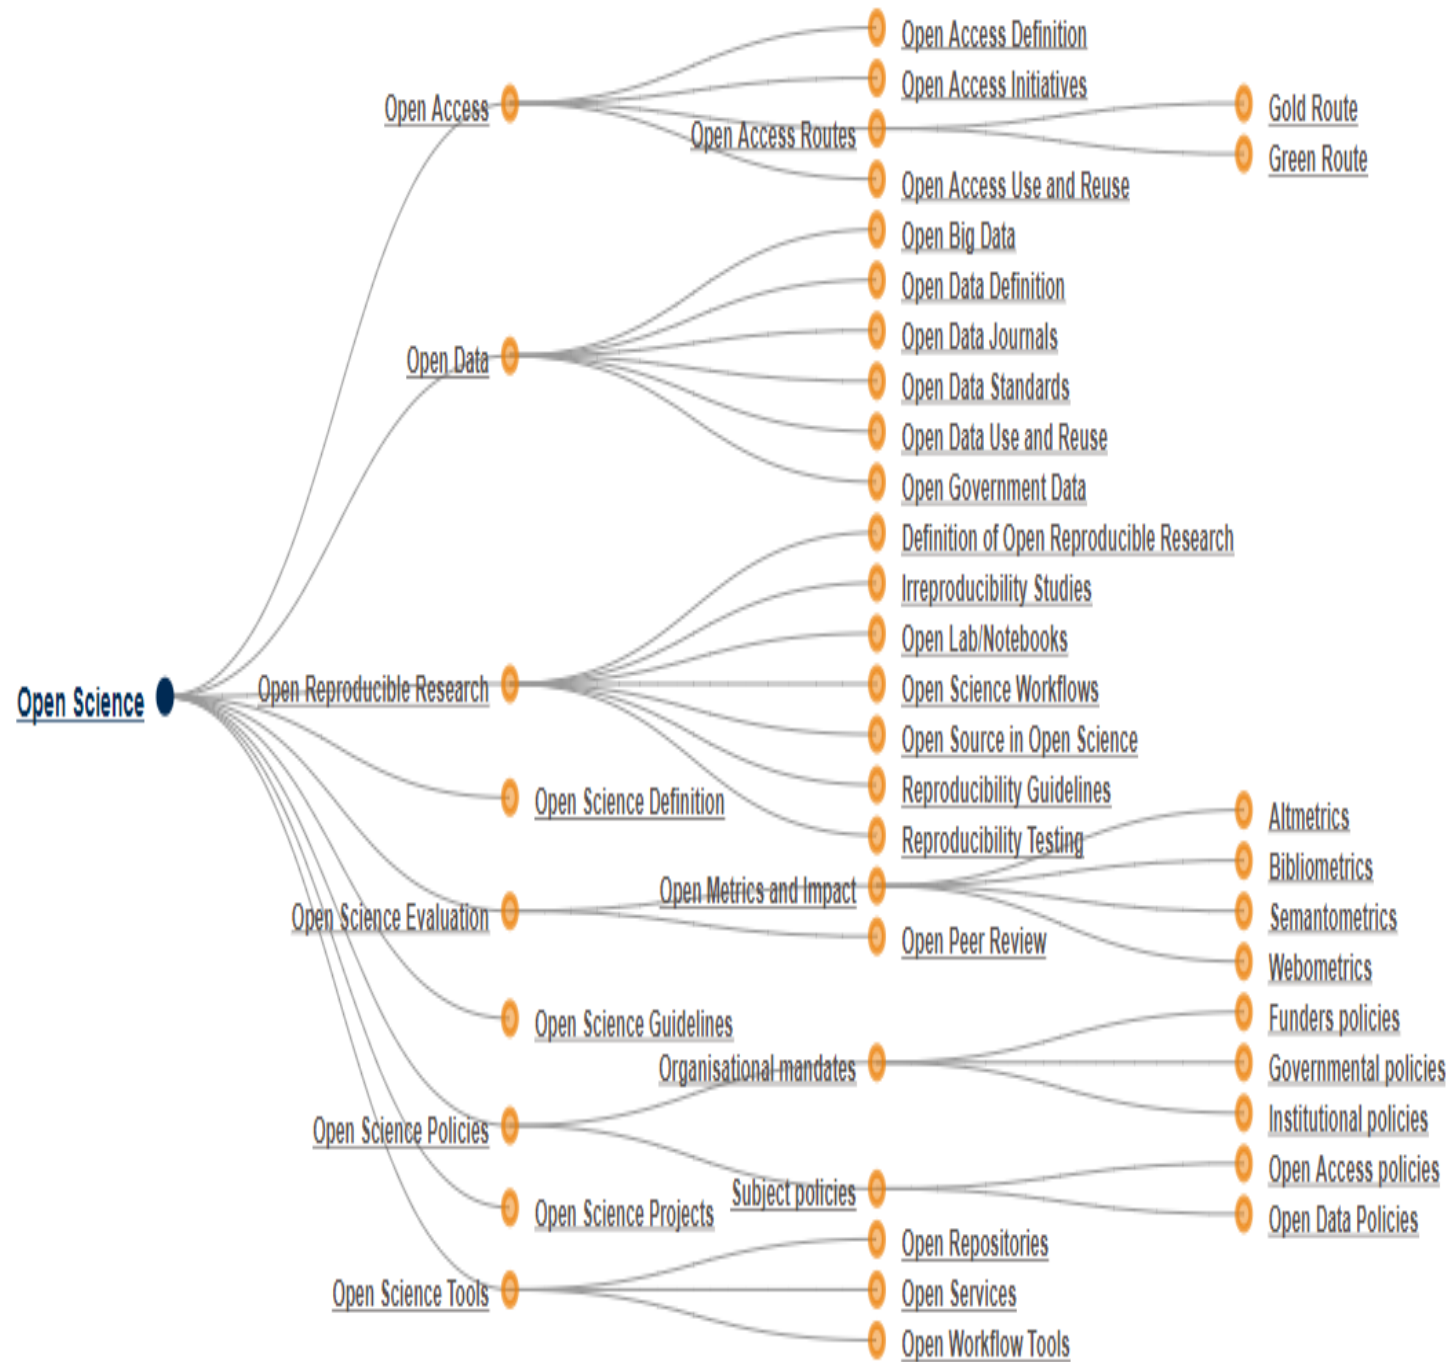 Open Science
Open Access
Open Access Definition
Open Access Initiatives
Open Access Routes
Gold Route
Green Route
Open Access Use and Reuse
Open Data
Open Big Data
Open Data Definition
Open Data Journals
Open Data Standards
Open Data Use and Reuse
Open Government Data
Open Reproducible Research
Definition of Open Reproducible Research
Irreproducibility Studies
Open Lab/Notebooks
Open Science Workflows
Open Source in Open Science
Reproducibility Guidelines
Reproducibility Testing
Open Science Definition
Open Science Evaluation
Open Metrics and Impact
Altmetrics
Bibliometrics
Semantometrics
Webometrics
Open Peer Review
Open Science Guidelines
Open Science Policies
Organisational mandates
Funders policies
Governmental policies
Institutional policies
Subject policies
Open Access policies
Open Data Policies
Open Science Projects
Open Science Tools
Open Repositories
Open Services
Open Workflow Tools